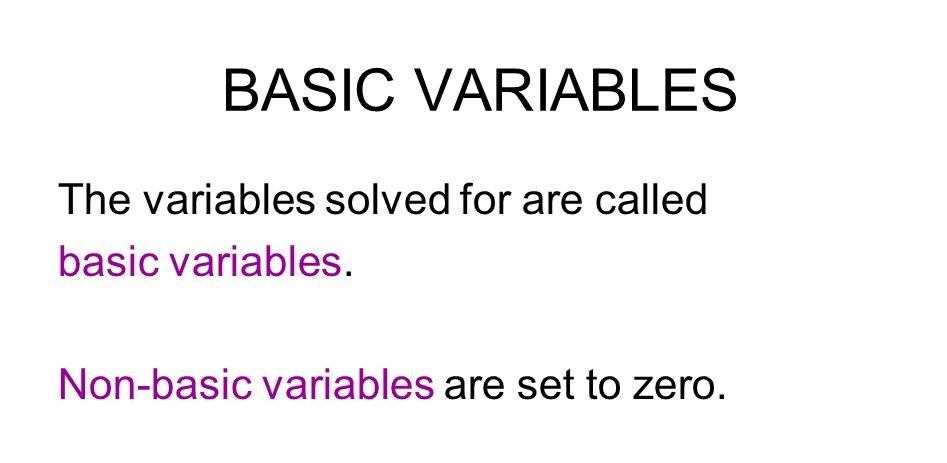 BASIC VARIABLES
The variables solved for are called
basic variables.
Non-basic variables are set to zero.